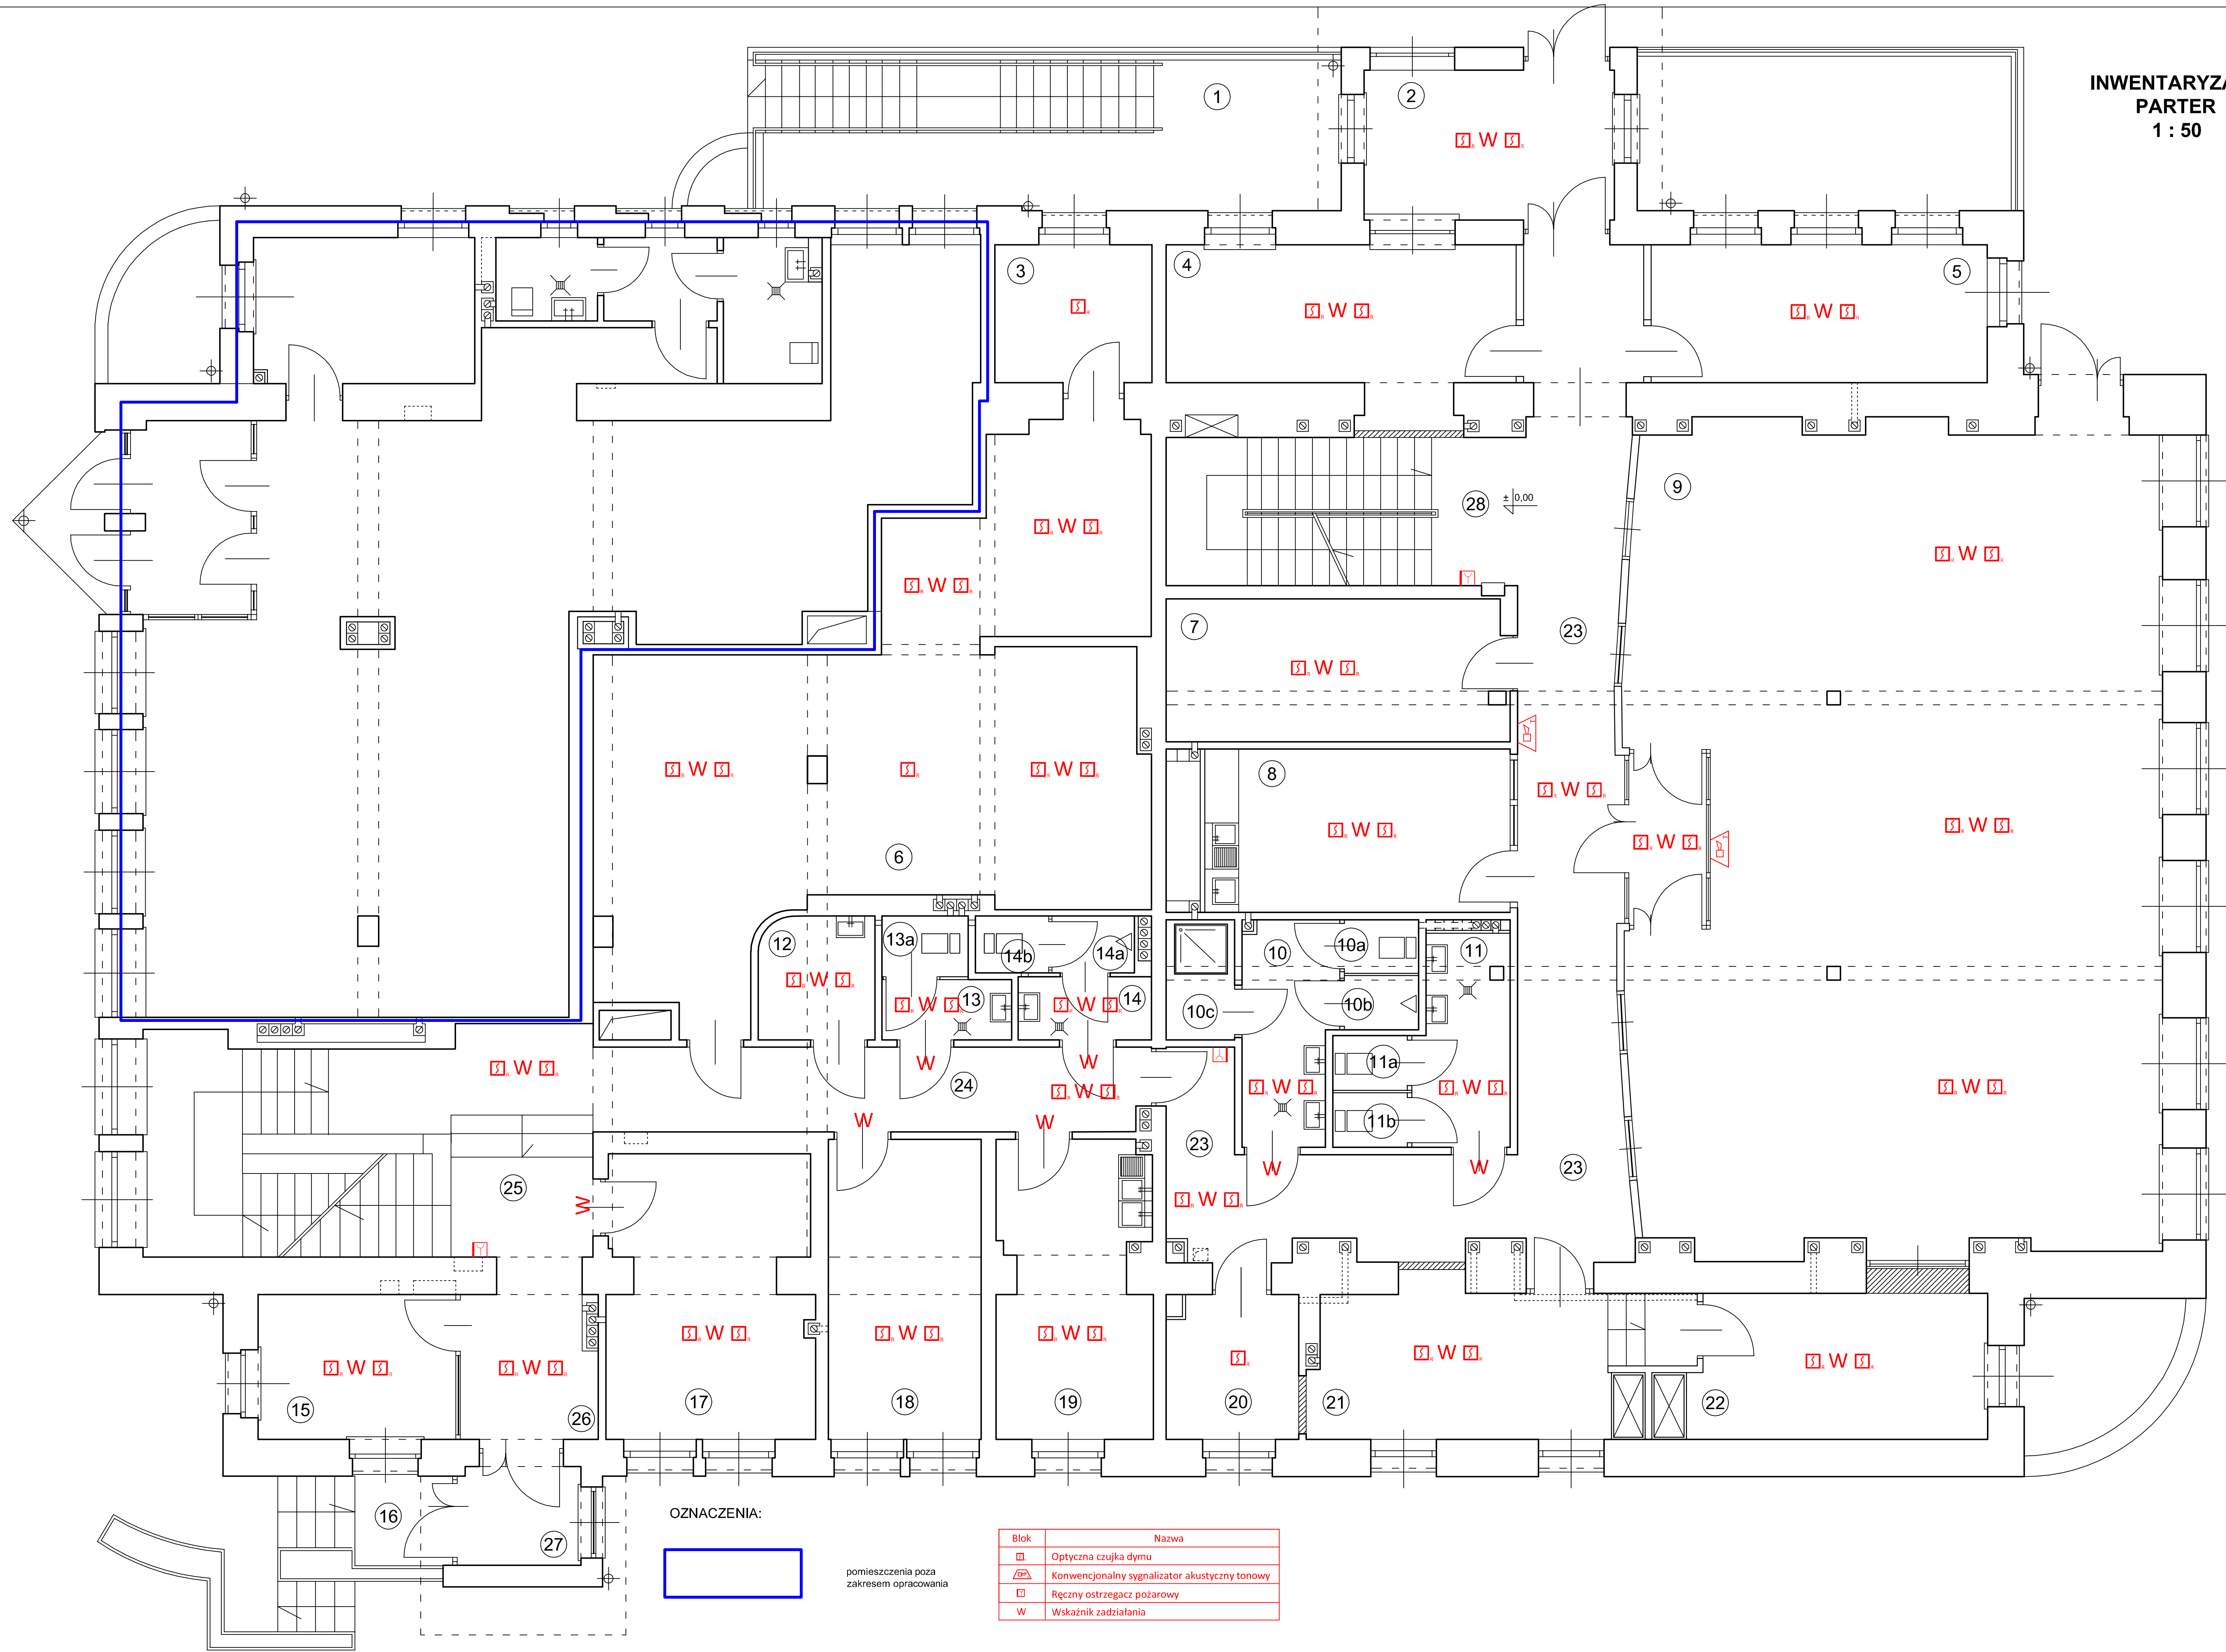 INWENTARYZA
PARTER
1 : 50
1
2
R W R
3
4
5
R
R W R
R W R
9
28 ± 0,00
R W R
R W R
R W R
7
23
R W R
R W R
R
R W R
8
R W R
R W R
R W R
R W R
6
12
13a
14b
14a
10
10a
11
R W R
R W R
13
R W R
14
10c
10b
R W R
W
W
24
R W R
11a
R W R
R W R
R W R
W
W
11b
23
W
W
23
25
W
R W R
R W R
R W R
R W R
R W R
R
R W R
R W R
R W R
15
26
17
18
19
20
21
22
16
27
OZNACZENIA:
pomieszczenia poza
zakresem opracowania
Blok Nazwa
Optyczna czujka dymu
Konwencjonalny sygnalizator akustyczny tonowy
Ręczny ostrzegacz pożarowy
W Wskaźnik zadziałania